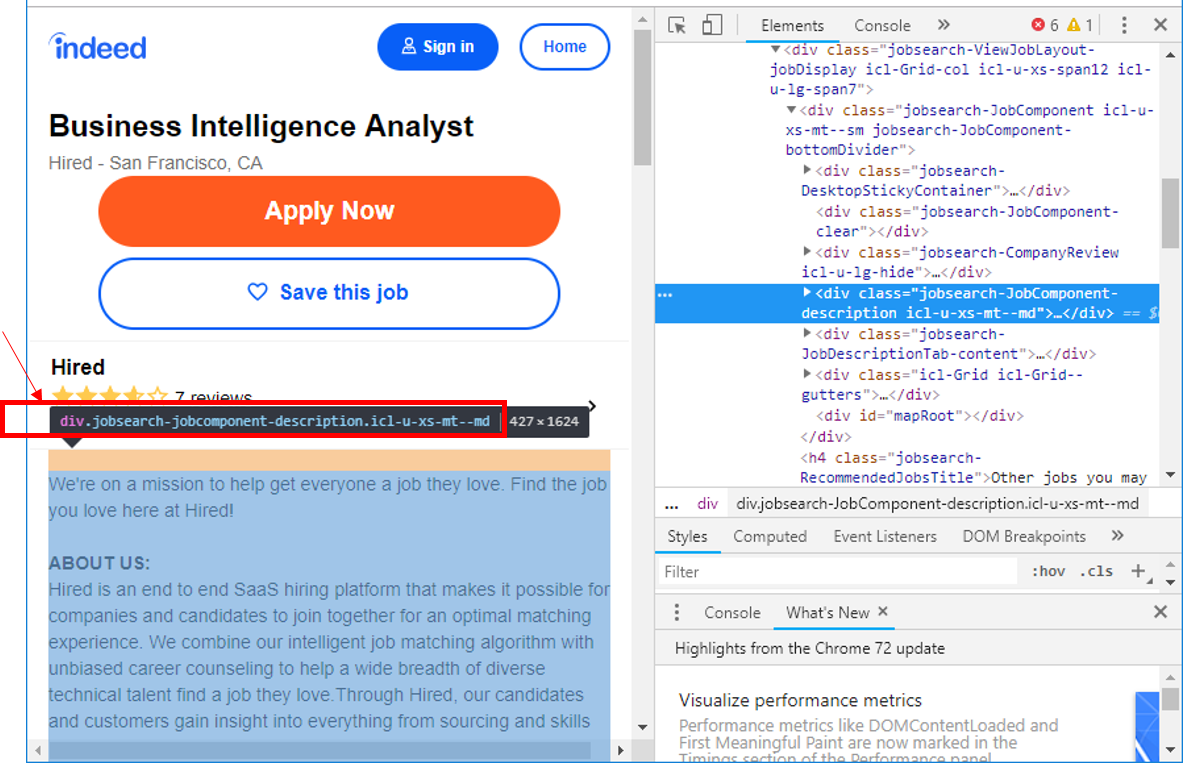 indeed
Sign in
Home
Business Intelligence Analyst
Hired - San Francisco, CA
Apply Now
Save this job
Hired
7 reviews
div.jobsearch-jobcomponent-description.icl-u-xs-mt--md | 427 × 1624
We're on a mission to help get everyone a job they love. Find the job
you love here at Hired!
ABOUT US:
Hired is an end to end SaaS hiring platform that makes it possible for
companies and candidates to join together for an optimal matching
experience. We combine our intelligent job matching algorithm with
unbiased career counseling to help a wide breadth of diverse
technical talent find a job they love.Through Hired, our candidates
and customers gain insight into everything from sourcing and skills
Elements Console » 6 1
▼<div class="jobsearch-ViewJobLayout-
jobDisplay icl-Grid-col icl-u-xs-span12 icl-
u-lg-span7">
▼<div class="jobsearch-JobComponent icl-u-
xs-mt--sm jobsearch-JobComponent-
bottomDivider">
▶<div class="jobsearch-
DesktopStickyContainer">…</div>
<div class="jobsearch-JobComponent-
clear"></div>
▶<div class="jobsearch-CompanyReview
icl-u-lg-hide">…</div>
▶<div class="jobsearch-JobComponent-
description icl-u-xs-mt--md">…</div> == $
▶<div class="jobsearch-
JobDescriptionTab-content">…</div>
▶<div class="icl-Grid icl-Grid--
gutters">…</div>
<div id="mapRoot"></div>
</div>
<h4 class="jobsearch-
RecommendedJobsTitle">Other jobs you may
... div div.jobsearch-JobComponent-description.icl-u-xs-mt--md
Styles Computed Event Listeners DOM Breakpoints »
Filter :hov .cls +
Console What's New ×
Highlights from the Chrome 72 update
Visualize performance metrics
Performance metrics like DOMContentLoaded and
First Meaningful Paint are now marked in the
Timings section of the Performance panel